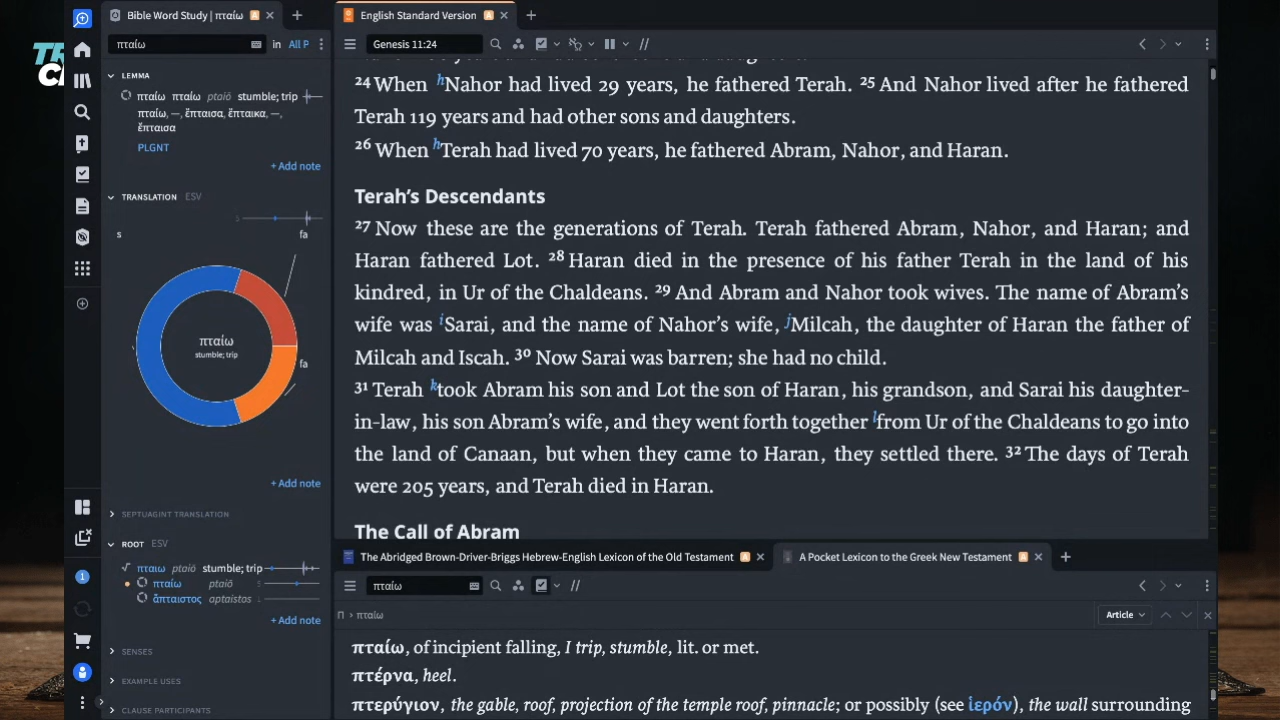 Bible Word Study | πταίω A
English Standard Version A
πταίω in All P
Genesis 11:24
LEMMA
πταίω πταίω ptaiō stumble; trip
πταίω, —, ἔπταισα, ἔπταικα, —,
ἔπταισα
PLGNT
+ Add note
TRANSLATION ESV
s
s fa
πταίω
stumble; trip
fa
+ Add note
SEPTUAGINT TRANSLATION
ROOT ESV
πταιω ptaiō stumble; trip
πταίω ptaiō s
ἄπταιστος aptaistos
+ Add note
SENSES
EXAMPLE USES
CLAUSE PARTICIPANTS
1
24 When h Nahor had lived 29 years, he fathered Terah. 25 And Nahor lived after he fathered
Terah 119 years and had other sons and daughters.
26 When h Terah had lived 70 years, he fathered Abram, Nahor, and Haran.
Terah’s Descendants
27 Now these are the generations of Terah. Terah fathered Abram, Nahor, and Haran; and
Haran fathered Lot. 28 Haran died in the presence of his father Terah in the land of his
kindred, in Ur of the Chaldeans. 29 And Abram and Nahor took wives. The name of Abram’s
wife was i Sarai, and the name of Nahor’s wife, j Milcah, the daughter of Haran the father of
Milcah and Iscah. 30 Now Sarai was barren; she had no child.
31 Terah k took Abram his son and Lot the son of Haran, his grandson, and Sarai his daughter-
in-law, his son Abram’s wife, and they went forth together l from Ur of the Chaldeans to go into
the land of Canaan, but when they came to Haran, they settled there. 32 The days of Terah
were 205 years, and Terah died in Haran.
The Call of Abram
The Abridged Brown-Driver-Briggs Hebrew-English Lexicon of the Old Testament A
A Pocket Lexicon to the Greek New Testament A
πταίω
Π › πταίω
Article
πταίω, of incipient falling, I trip, stumble, lit. or met.
πτέρνα, heel.
πτερύγιον, the gable, roof, projection of the temple roof, pinnacle; or possibly (see ἱερόν), the wall surrounding